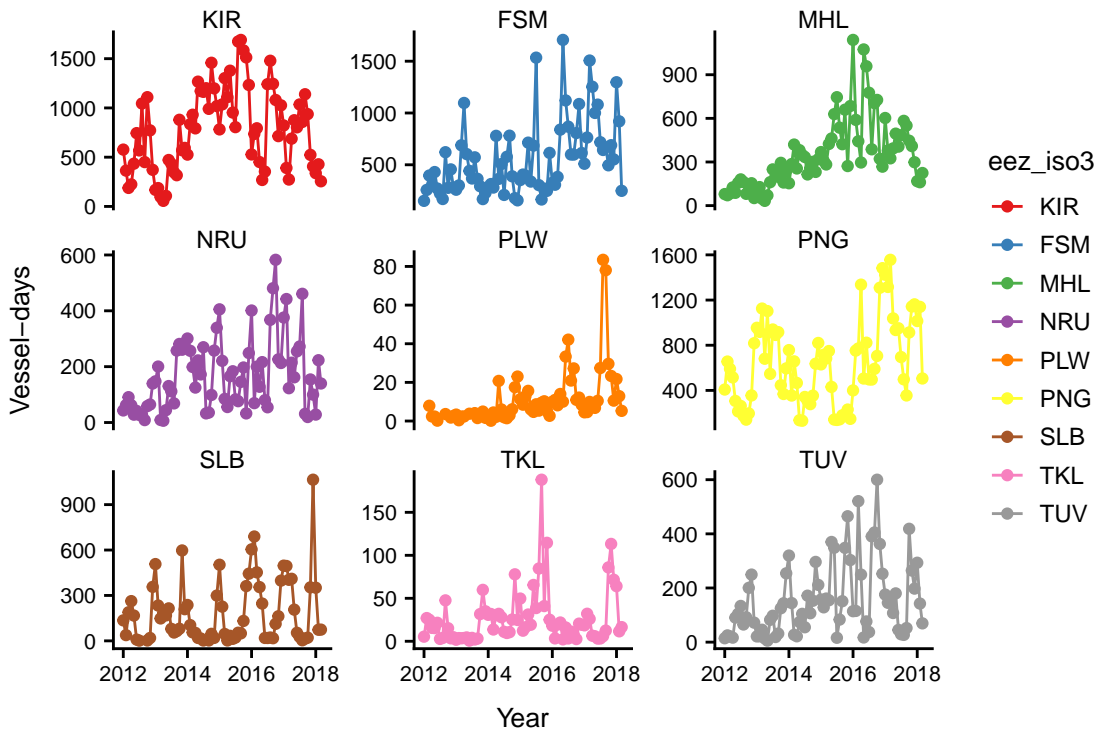 KIR FSM MHL
1500
1000
500
0
1500
1000
500
900
600
300
0
NRU PLW PNG
600
400
200
0
80
60
40
20
0
1600
1200
800
400
SLB TKL TUV
900
600
300
0
150
100
50
0
600
400
200
0
2012 2014 2016 2018
2012 2014 2016 2018
2012 2014 2016 2018
Year
Vessel−days
eez_iso3
KIR
FSM
MHL
NRU
PLW
PNG
SLB
TKL
TUV